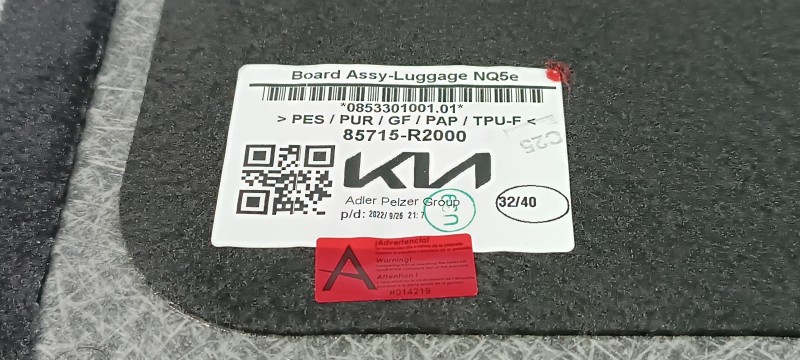 Board Assy-Luggage NQ5e
*0853301001.01*
> PES / PUR / GF / PAP / TPU-F <
85715-R2000
C25
KIA
Adler Pelzer Group
p/d: 2022/9/26 21:7
32/40
¡Advertencia!
Warning!
Attention !
A
#014219